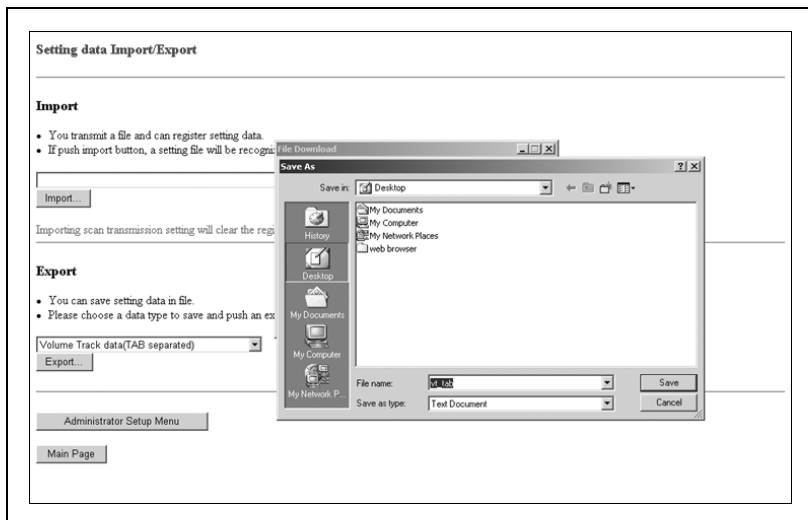 Setting data Import/Export
Import
You transmit a file and can register setting data.
If push import button, a setting file will be recogni
Import...
Importing scan transmission setting will clear the regi
Export
You can save setting data in file.
Please choose a data type to save and push an ex
Volume Track data(TAB separated)
Export...
Administrator Setup Menu
Main Page
File Download
Save As
Save in:
Desktop
History
Desktop
My Documents
My Computer
My Network P...
My Documents
My Computer
My Network Places
web browser
File name:
vt_tab
Save
Save as type:
Text Document
Cancel